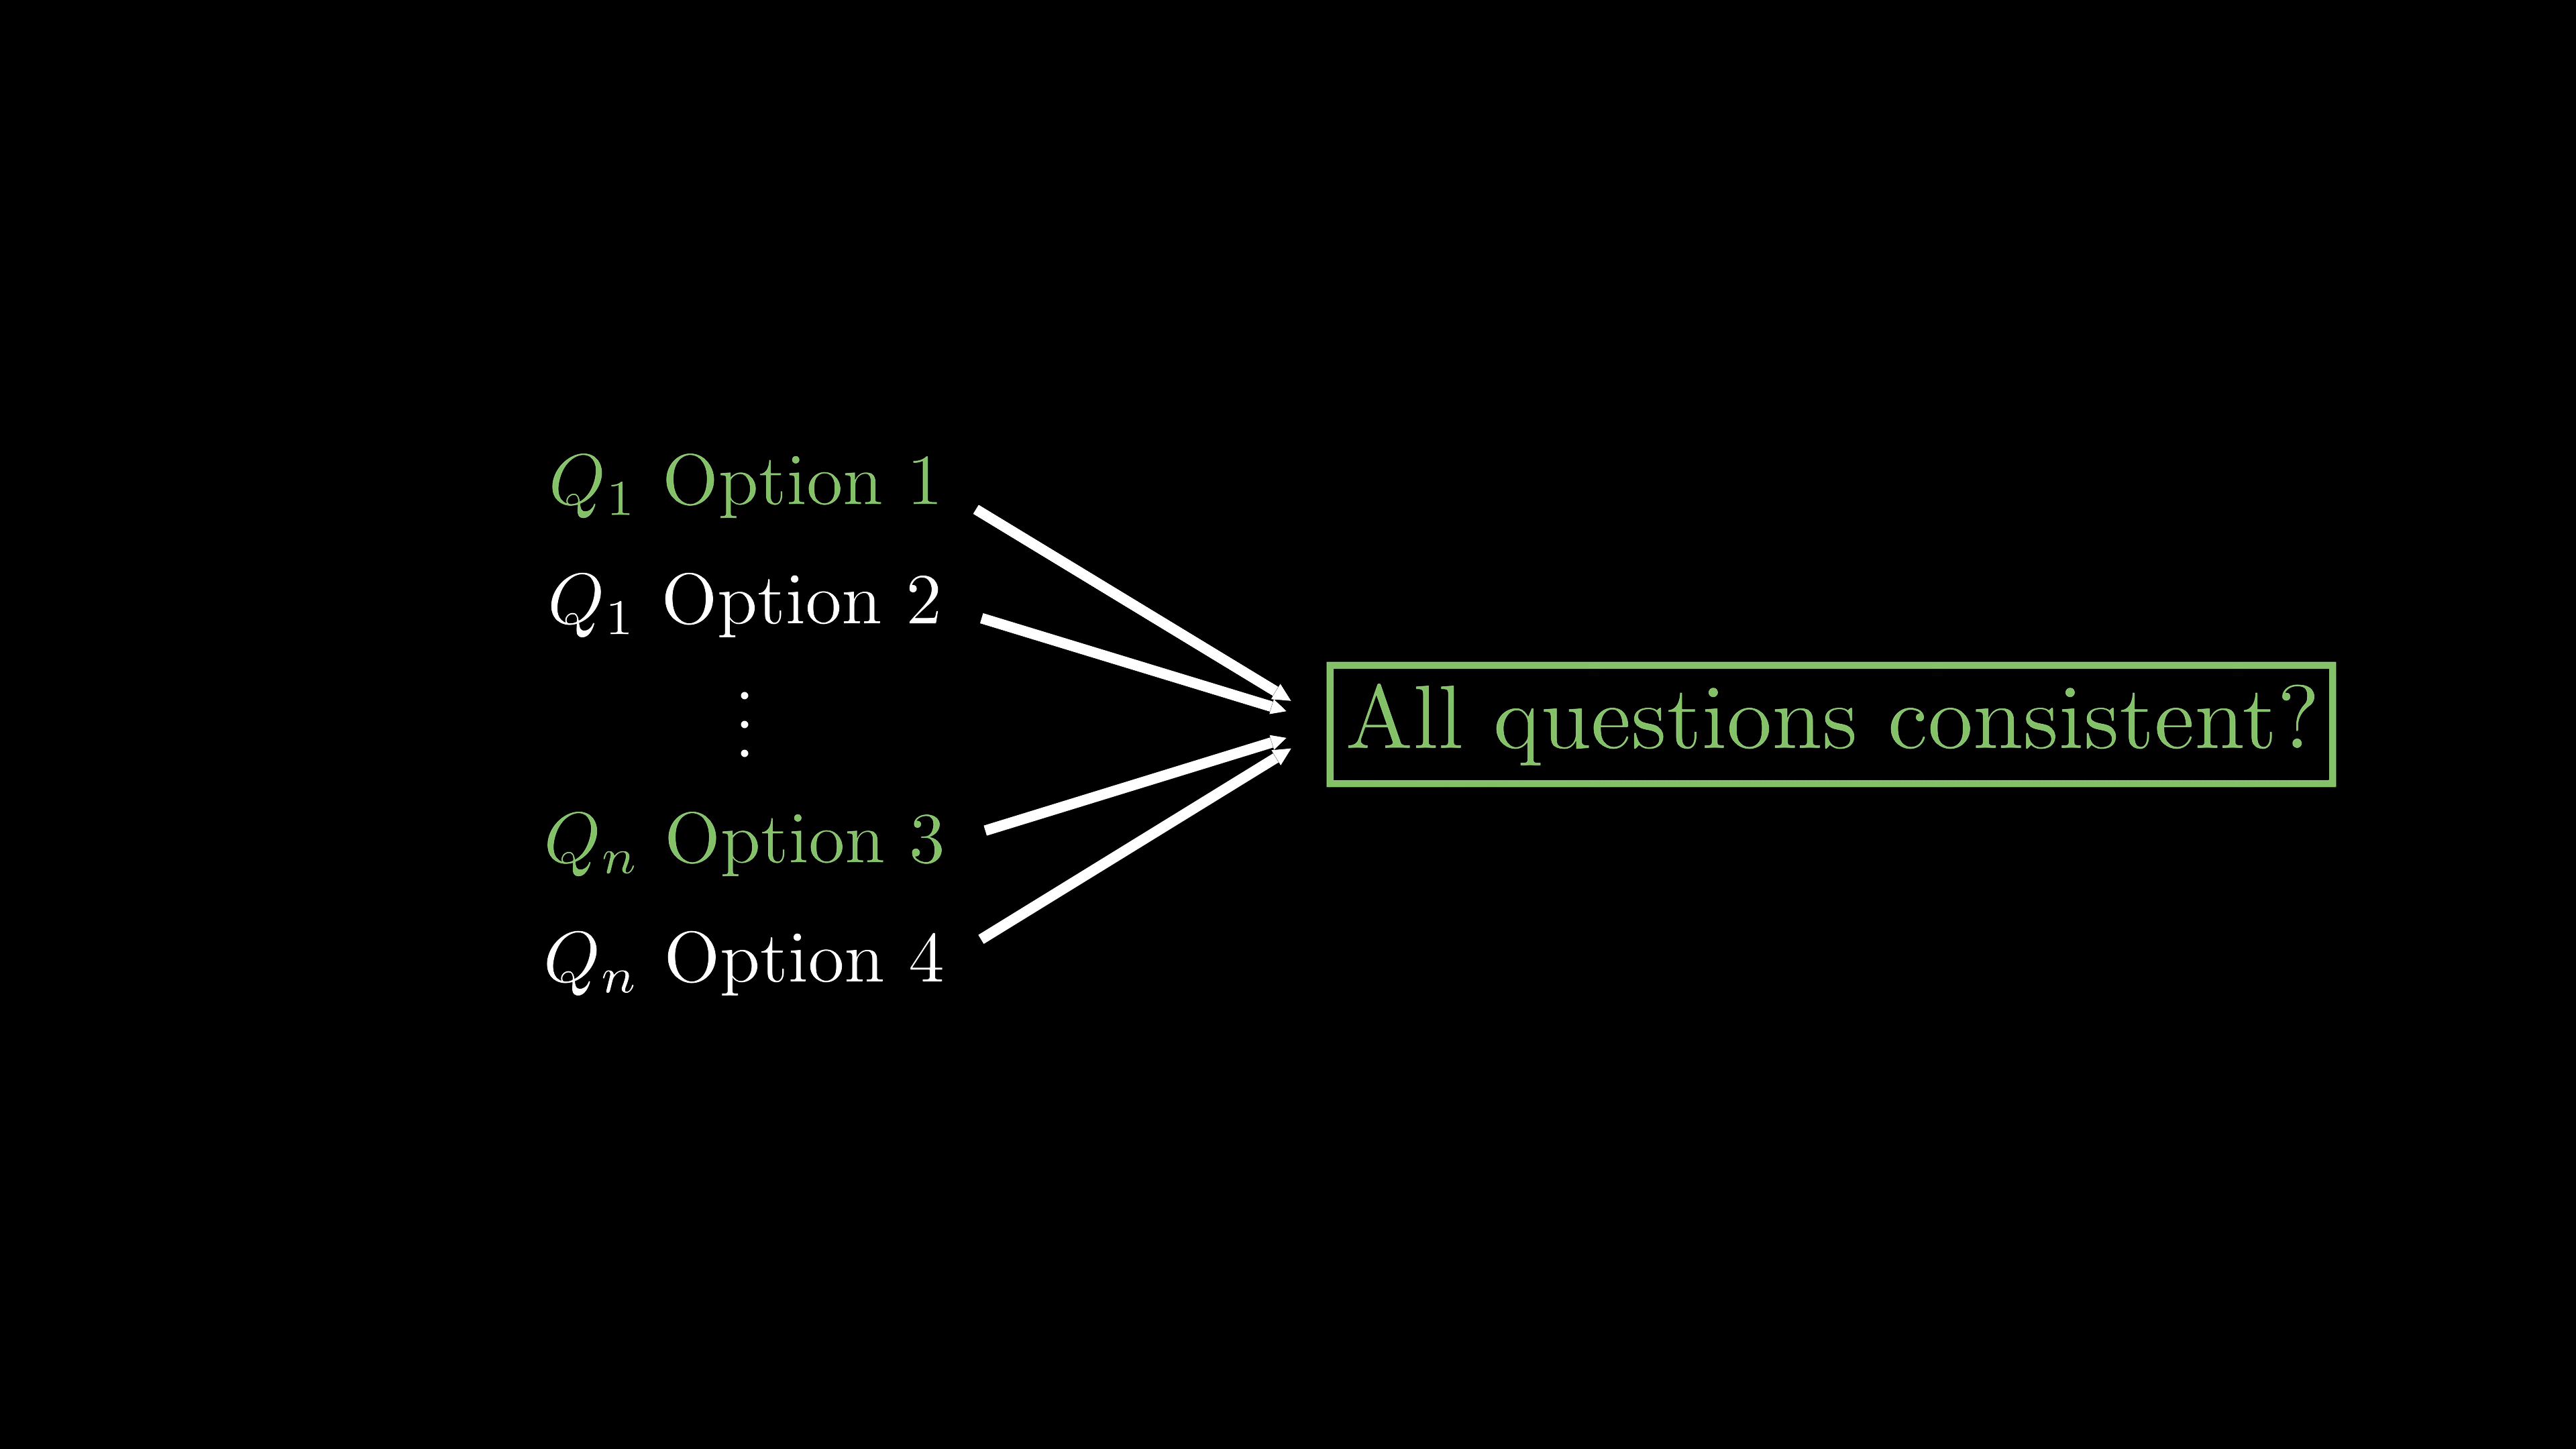 Q₁ Option 1
Q₁ Option 2
⋮
Qₙ Option 3
Qₙ Option 4
All questions consistent?